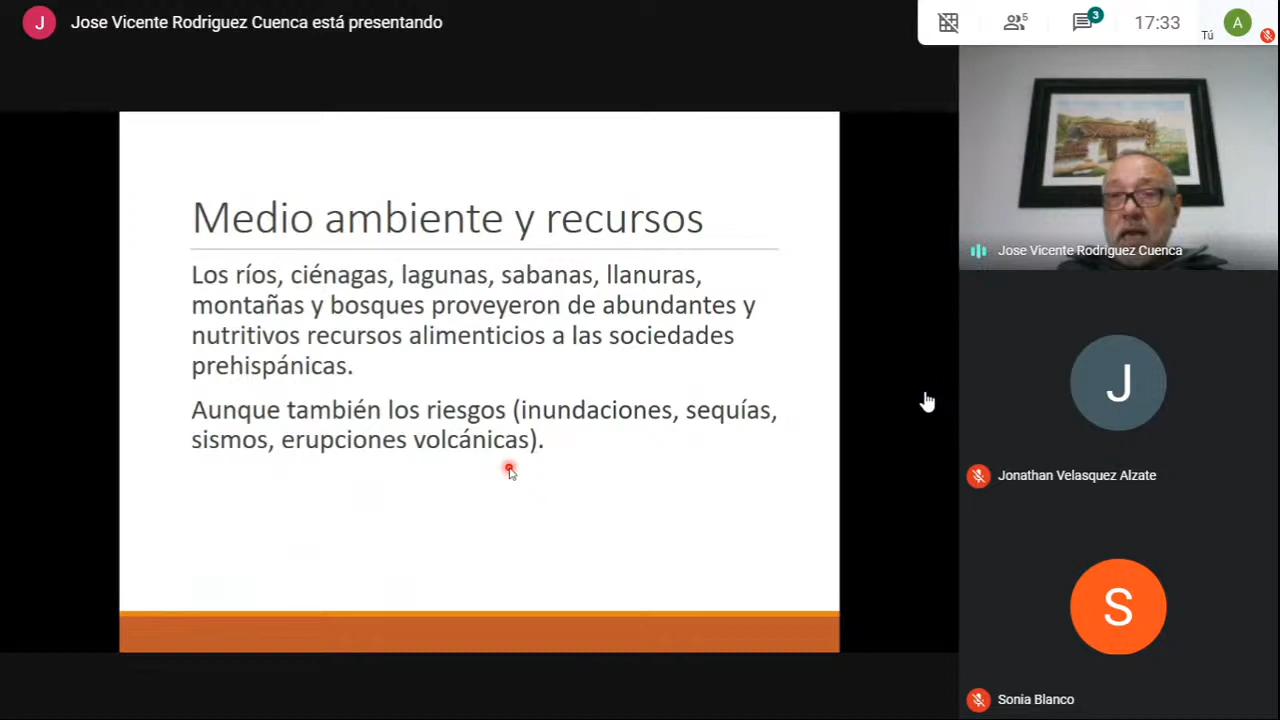 J
Jose Vicente Rodriguez Cuenca está presentando
5
3
17:33
Tú
A
Medio ambiente y recursos
Los ríos, ciénagas, lagunas, sabanas, llanuras,
montañas y bosques proveyeron de abundantes y
nutritivos recursos alimenticios a las sociedades
prehispánicas.
Aunque también los riesgos (inundaciones, sequías,
sismos, erupciones volcánicas).
Jose Vicente Rodriguez Cuenca
J
Jonathan Velasquez Alzate
S
Sonia Blanco